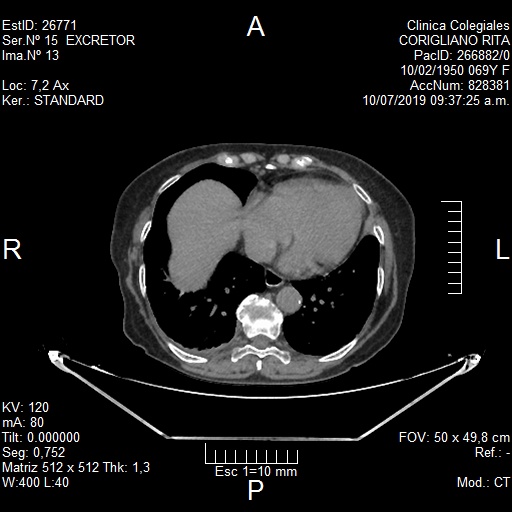 EstID: 26771
Ser.Nº 15 EXCRETOR
Ima.Nº 13
Loc: 7,2 Ax
Ker.: STANDARD
A
Clinica Colegiales
CORIGLIANO RITA
PacID: 266882/0
10/02/1950 069Y F
AccNum: 828381
10/07/2019 09:37:25 a.m.
R
L
KV: 120
mA: 80
Tilt: 0.000000
Seg: 0,752
Matriz 512 x 512 Thk: 1,3
W:400 L:40
Esc 1=10 mm
P
FOV: 50 x 49,8 cm
Ref.: -
Mod.: CT